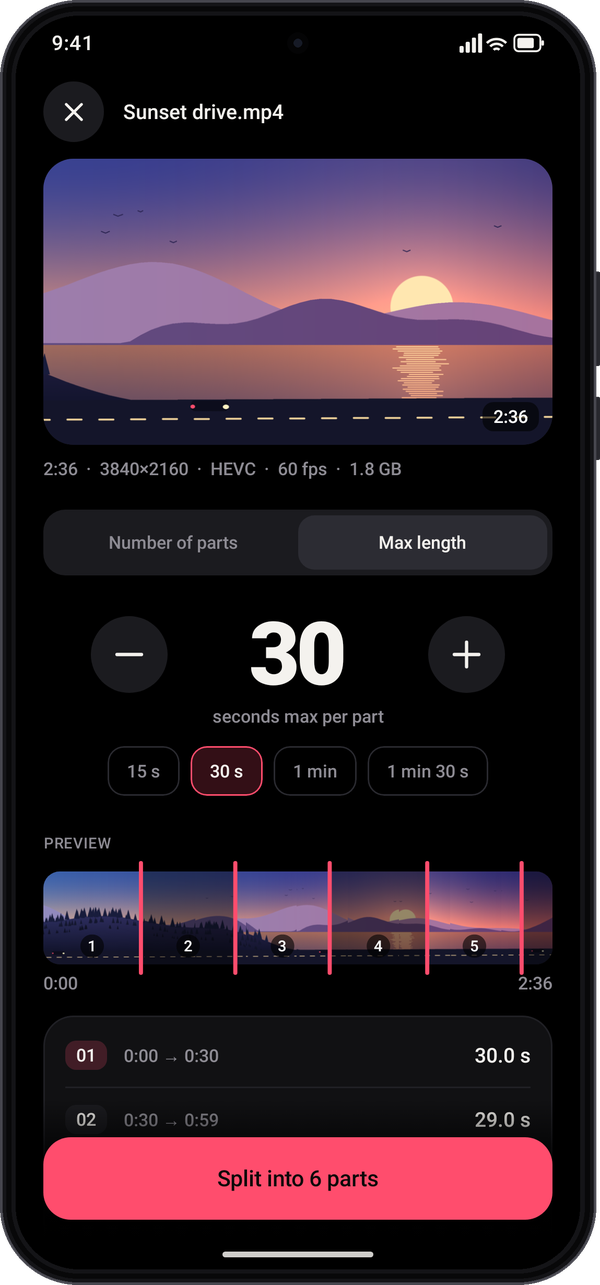 9:41
Sunset drive.mp4
2:36
2:36 · 3840×2160 · HEVC · 60 fps · 1.8 GB
Number of parts Max length
30
seconds max per part
15 s 30 s 1 min 1 min 30 s
PREVIEW
1 2 3 4 5
0:00 2:36
01 0:00 → 0:30 30.0 s
02 0:30 → 0:59 29.0 s
Split into 6 parts